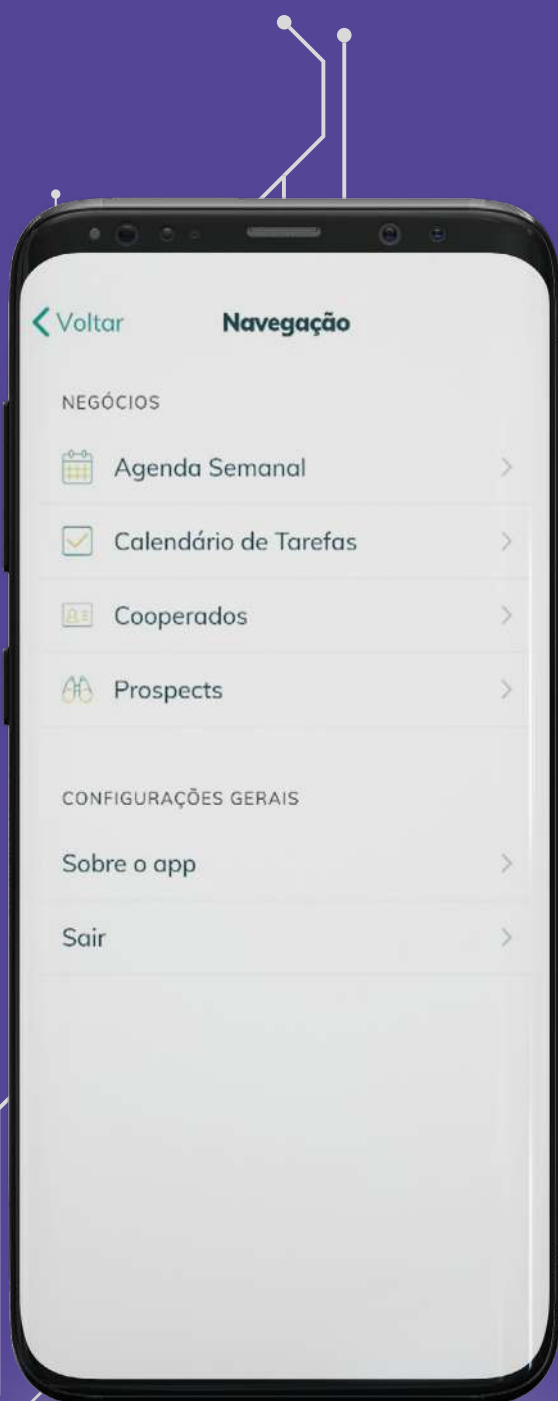 Voltar
Navegação
NEGÓCIOS
Agenda Semanal
Calendário de Tarefas
Cooperados
Prospects
CONFIGURAÇÕES GERAIS
Sobre o app
Sair